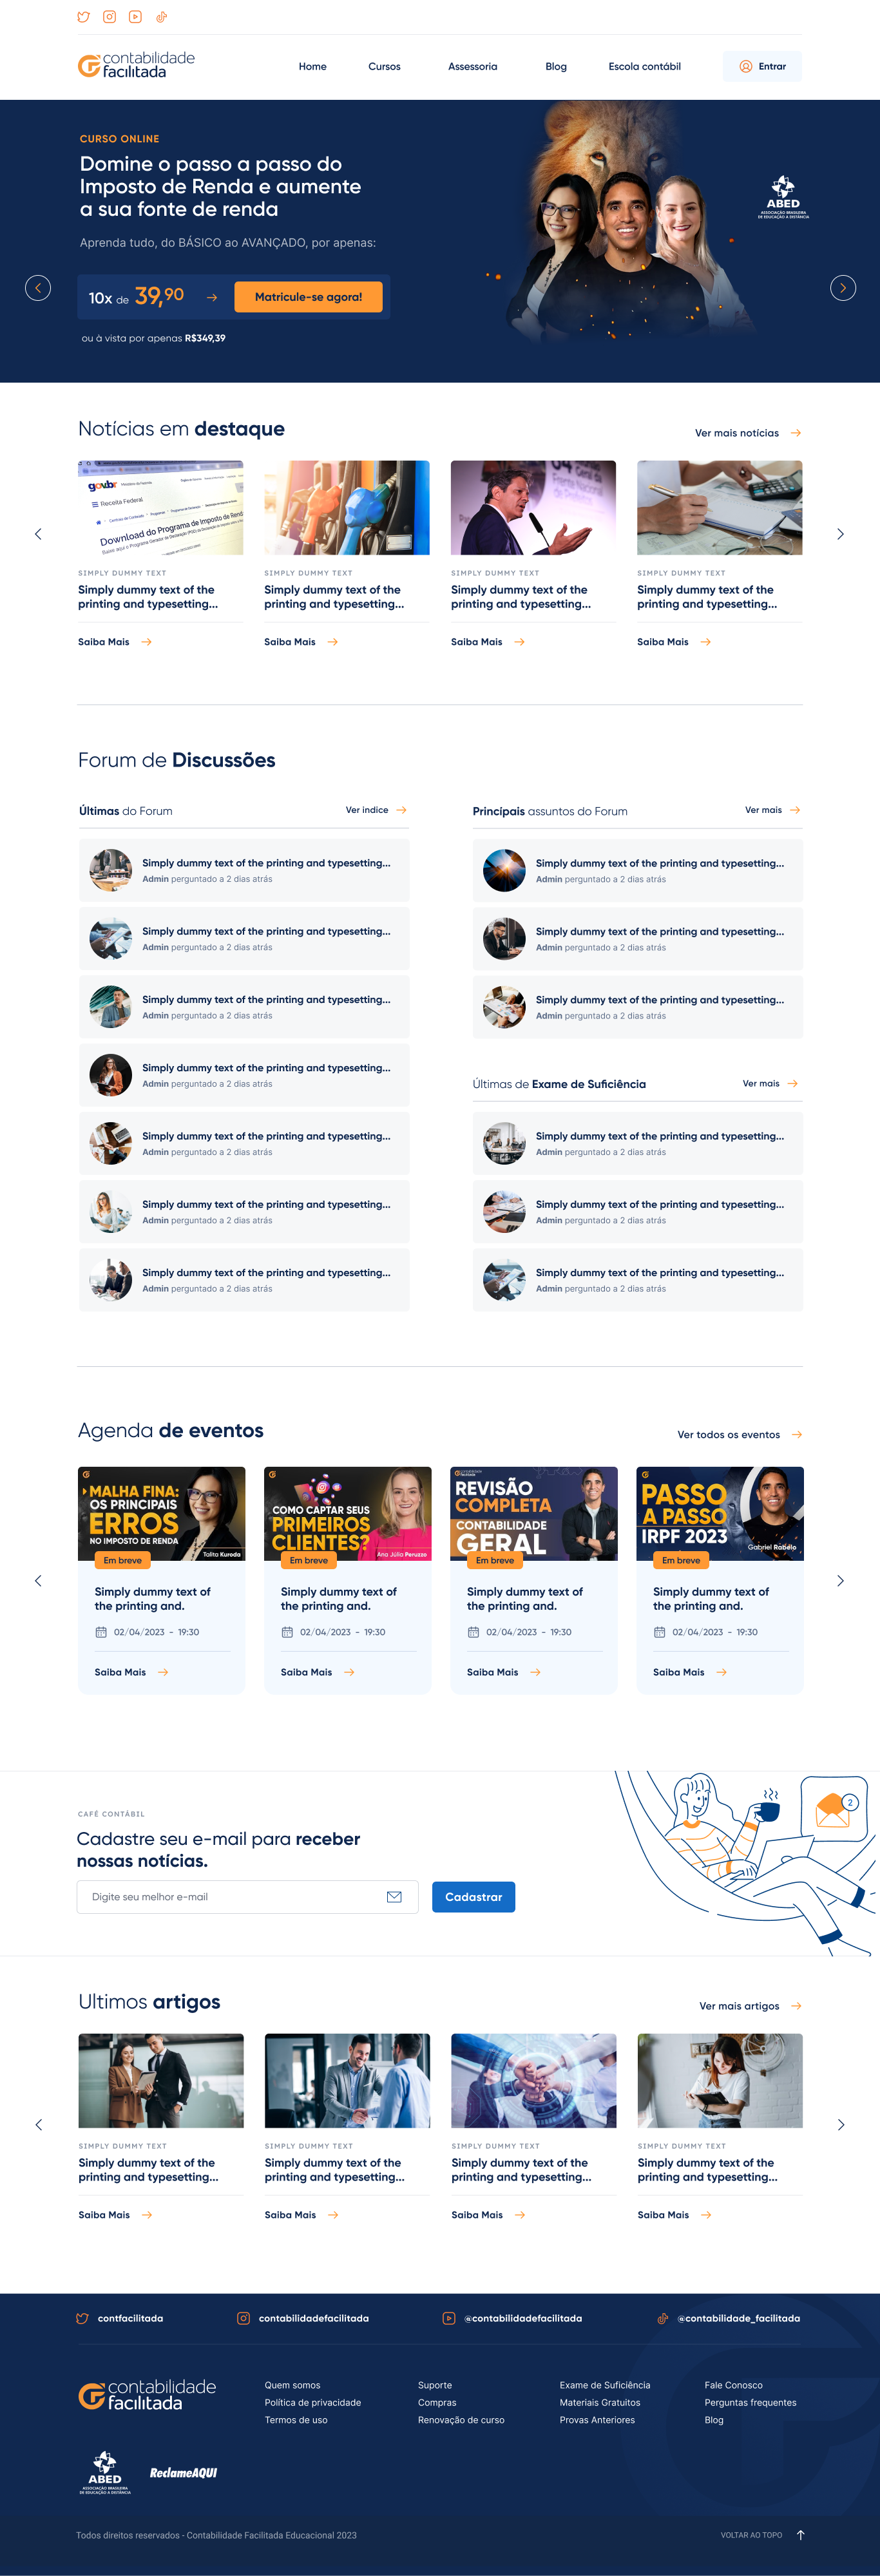 contabilidade
facilitada
Home
Cursos
Assessoria
Blog
Escola contábil
Entrar
CURSO ONLINE
Domine o passo a passo do
Imposto de Renda e aumente
a sua fonte de renda
Aprenda tudo, do BÁSICO ao AVANÇADO, por apenas:
10x de 39,90
Matricule-se agora!
ou à vista por apenas R$349,39
ABED
ASSOCIAÇÃO BRASILEIRA
DE EDUCAÇÃO A DISTÂNCIA
Notícias em destaque
Ver mais notícias
gov.br
Receita Federal
Download do Programa de Imposto de Rend
SIMPLY DUMMY TEXT
Simply dummy text of the
printing and typesetting...
Saiba Mais
SIMPLY DUMMY TEXT
Simply dummy text of the
printing and typesetting...
Saiba Mais
SIMPLY DUMMY TEXT
Simply dummy text of the
printing and typesetting...
Saiba Mais
SIMPLY DUMMY TEXT
Simply dummy text of the
printing and typesetting...
Saiba Mais
Forum de Discussões
Últimas do Forum
Ver indice
Simply dummy text of the printing and typesetting...
Admin perguntado a 2 dias atrás
Simply dummy text of the printing and typesetting...
Admin perguntado a 2 dias atrás
Simply dummy text of the printing and typesetting...
Admin perguntado a 2 dias atrás
Simply dummy text of the printing and typesetting...
Admin perguntado a 2 dias atrás
Simply dummy text of the printing and typesetting...
Admin perguntado a 2 dias atrás
Simply dummy text of the printing and typesetting...
Admin perguntado a 2 dias atrás
Simply dummy text of the printing and typesetting...
Admin perguntado a 2 dias atrás
Princípais assuntos do Forum
Ver mais
Simply dummy text of the printing and typesetting...
Admin perguntado a 2 dias atrás
Simply dummy text of the printing and typesetting...
Admin perguntado a 2 dias atrás
Simply dummy text of the printing and typesetting...
Admin perguntado a 2 dias atrás
Últimas de Exame de Suficiência
Ver mais
Simply dummy text of the printing and typesetting...
Admin perguntado a 2 dias atrás
Simply dummy text of the printing and typesetting...
Admin perguntado a 2 dias atrás
Simply dummy text of the printing and typesetting...
Admin perguntado a 2 dias atrás
Agenda de eventos
Ver todos os eventos
MALHA FINA:
OS PRINCIPAIS
ERROS
NO IMPOSTO DE RENDA
Talita Kuroda
Em breve
Simply dummy text of
the printing and.
02/04/2023 - 19:30
Saiba Mais
COMO CAPTAR SEUS
PRIMEIROS
CLIENTES?
Ana Júlia Peruzzo
Em breve
Simply dummy text of
the printing and.
02/04/2023 - 19:30
Saiba Mais
contabilidade
facilitada
REVISÃO
COMPLETA
CONTABILIDADE
GERAL
Em breve
Simply dummy text of
the printing and.
02/04/2023 - 19:30
Saiba Mais
PASSO
A PASSO
IRPF 2023
Gabriel Rabelo
Em breve
Simply dummy text of
the printing and.
02/04/2023 - 19:30
Saiba Mais
CAFÉ CONTÁBIL
Cadastre seu e-mail para receber
nossas notícias.
Digite seu melhor e-mail
Cadastrar
2
Ultimos artigos
Ver mais artigos
SIMPLY DUMMY TEXT
Simply dummy text of the
printing and typesetting...
Saiba Mais
SIMPLY DUMMY TEXT
Simply dummy text of the
printing and typesetting...
Saiba Mais
SIMPLY DUMMY TEXT
Simply dummy text of the
printing and typesetting...
Saiba Mais
SIMPLY DUMMY TEXT
Simply dummy text of the
printing and typesetting...
Saiba Mais
contfacilitada
contabilidadefacilitada
@contabilidadefacilitada
@contabilidade_facilitada
contabilidade
facilitada
Quem somos
Política de privacidade
Termos de uso
Suporte
Compras
Renovação de curso
Exame de Suficiência
Materiais Gratuitos
Provas Anteriores
Fale Conosco
Perguntas frequentes
Blog
ABED
ASSOCIAÇÃO BRASILEIRA
DE EDUCAÇÃO A DISTÂNCIA
ReclameAQUI
Todos direitos reservados - Contabilidade Facilitada Educacional 2023
VOLTAR AO TOPO